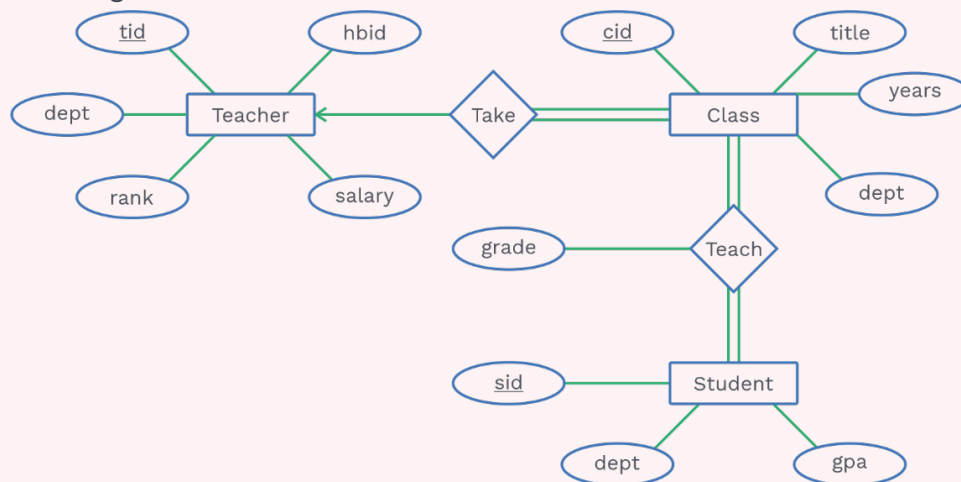 tid
hbid
cid
title
dept
Teacher
Take
Class
years
rank
salary
dept
grade
Teach
sid
Student
dept
gpa